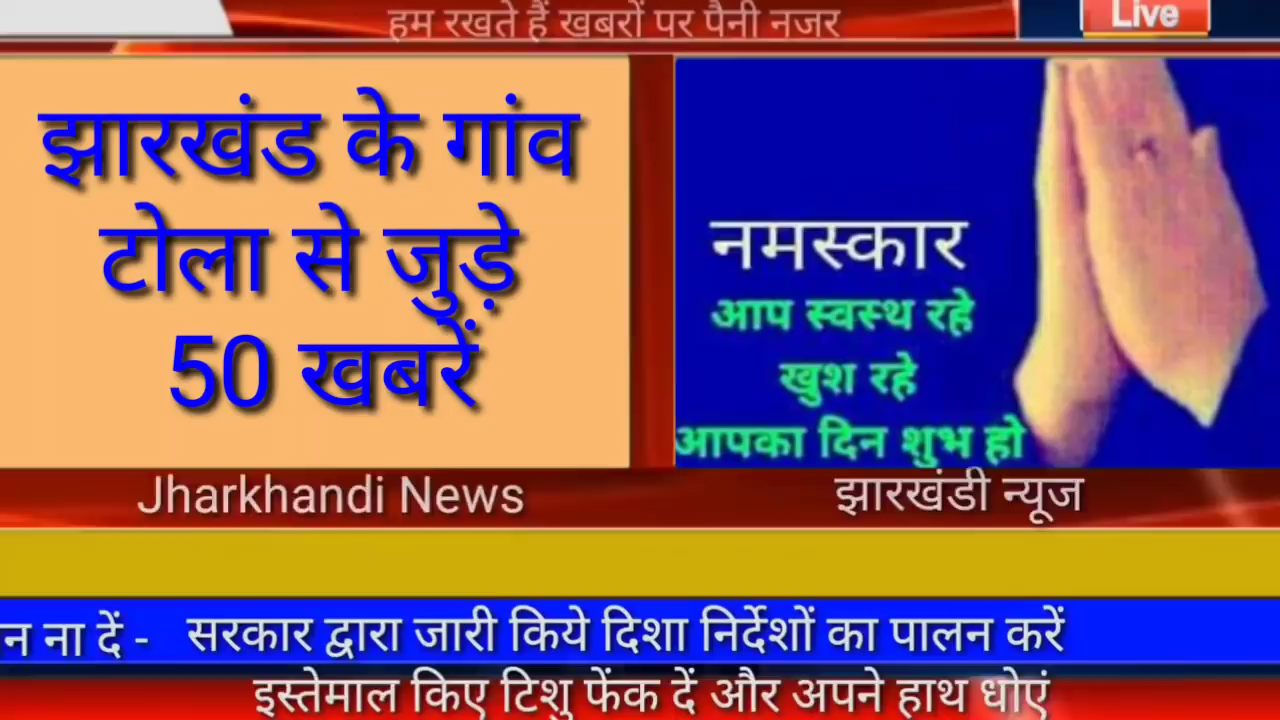 हम रखते हैं खबरों पर पैनी नजर
Live
झारखंड के गांव
टोला से जुड़े
50 खबरें
नमस्कार
आप स्वस्थ रहे
खुश रहे
आपका दिन शुभ हो
Jharkhandi News
झारखंडी न्यूज
न ना दें - सरकार द्वारा जारी किये दिशा निर्देशों का पालन करें
इस्तेमाल किए टिशु फेंक दें और अपने हाथ धोएं